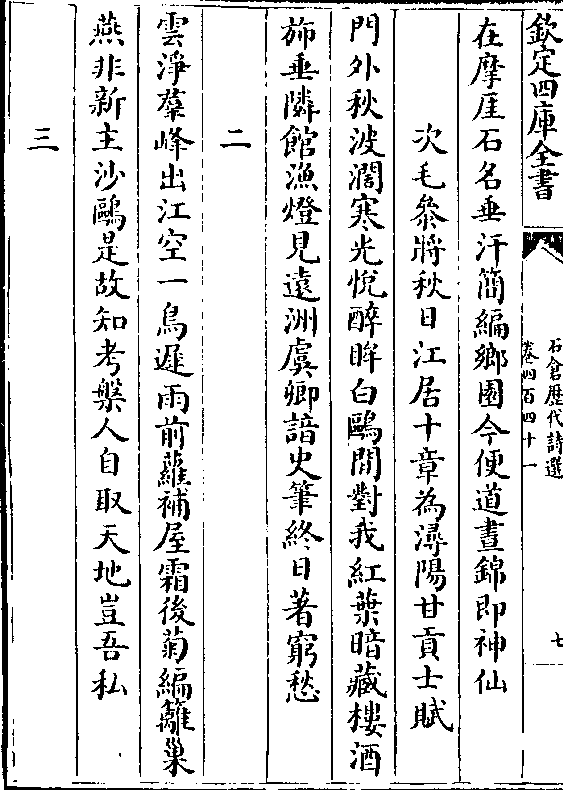 欽定四庫全書
石倉歴代詩選
卷四百四十一
七
在摩厓石名垂汗簡編鄉園今便道晝錦即神仙
次毛叅將秋日江居十章為潯陽甘貢士賦
門外秋波濶寒光悅醉眸白鷗閒對我紅葉暗藏樓酒
斾垂隣館漁燈見遠洲虞卿諳史筆終日著窮愁
二
雲淨羣峰出江空一鳥遲雨前蘿補屋霜後菊編籬巢
燕非新主沙鷗是故知考槃人自取天地豈吾私
三